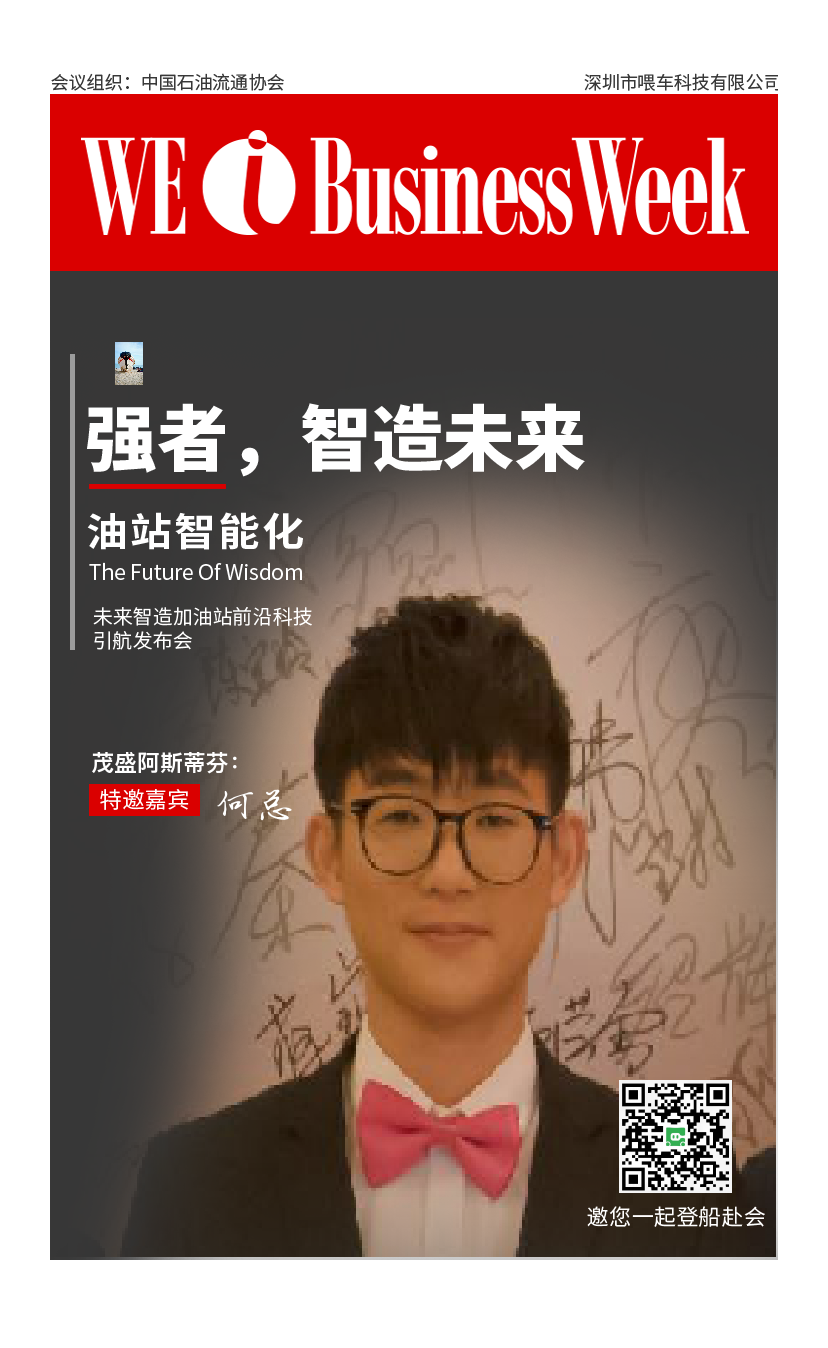 会议组织：中国石油流通协会
深圳市喂车科技有限公司
WE i BusinessWeek
强者，智造未来
油站智能化
The Future Of Wisdom
未来智造加油站前沿科技
引航发布会
茂盛阿斯蒂芬：
特邀嘉宾 何总
邀您一起登船赴会